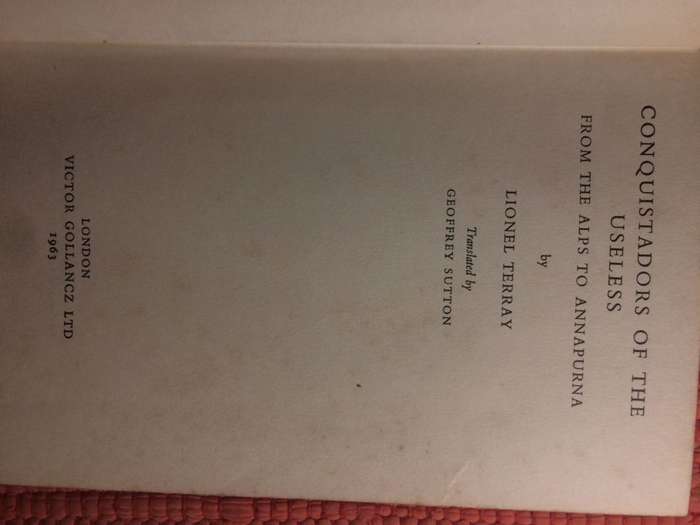 CONQUISTADORS OF THE
USELESS
FROM THE ALPS TO ANNAPURNA
by
LIONEL TERRAY
Translated by
GEOFFREY SUTTON
LONDON
VICTOR GOLLANCZ LTD
1963